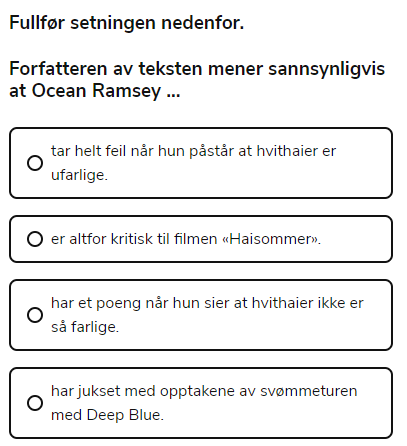 Fullfør setningen nedenfor.
Forfatteren av teksten mener sannsynligvis
at Ocean Ramsey ...
tar helt feil når hun påstår at hvithaier er
ufarlige.
er altfor kritisk til filmen «Haisommer».
har et poeng når hun sier at hvithaier ikke er
så farlige.
har jukset med opptakene av svømmeturen
med Deep Blue.